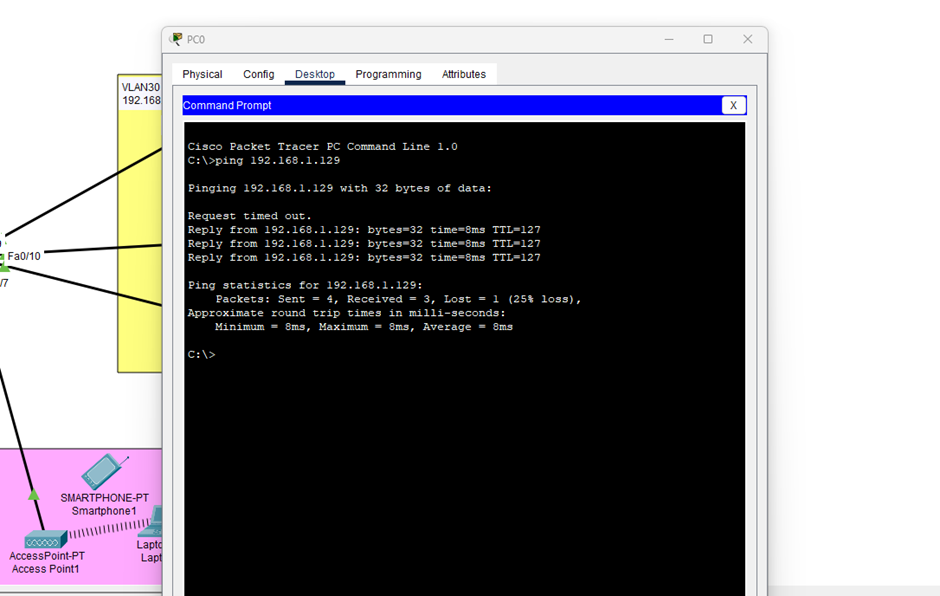 PC0
Physical Config Desktop Programming Attributes
Command Prompt
X
Cisco Packet Tracer PC Command Line 1.0
C:\>ping 192.168.1.129
Pinging 192.168.1.129 with 32 bytes of data:
Request timed out.
Reply from 192.168.1.129: bytes=32 time=8ms TTL=127
Reply from 192.168.1.129: bytes=32 time=8ms TTL=127
Reply from 192.168.1.129: bytes=32 time=8ms TTL=127
Ping statistics for 192.168.1.129:
Packets: Sent = 4, Received = 3, Lost = 1 (25% loss),
Approximate round trip times in milli-seconds:
Minimum = 8ms, Maximum = 8ms, Average = 8ms
C:\>
VLAN30
192.168
Fa0/10
/7
SMARTPHONE-PT
Smartphone1
Lapto
Lapt
AccessPoint-PT
Access Point1